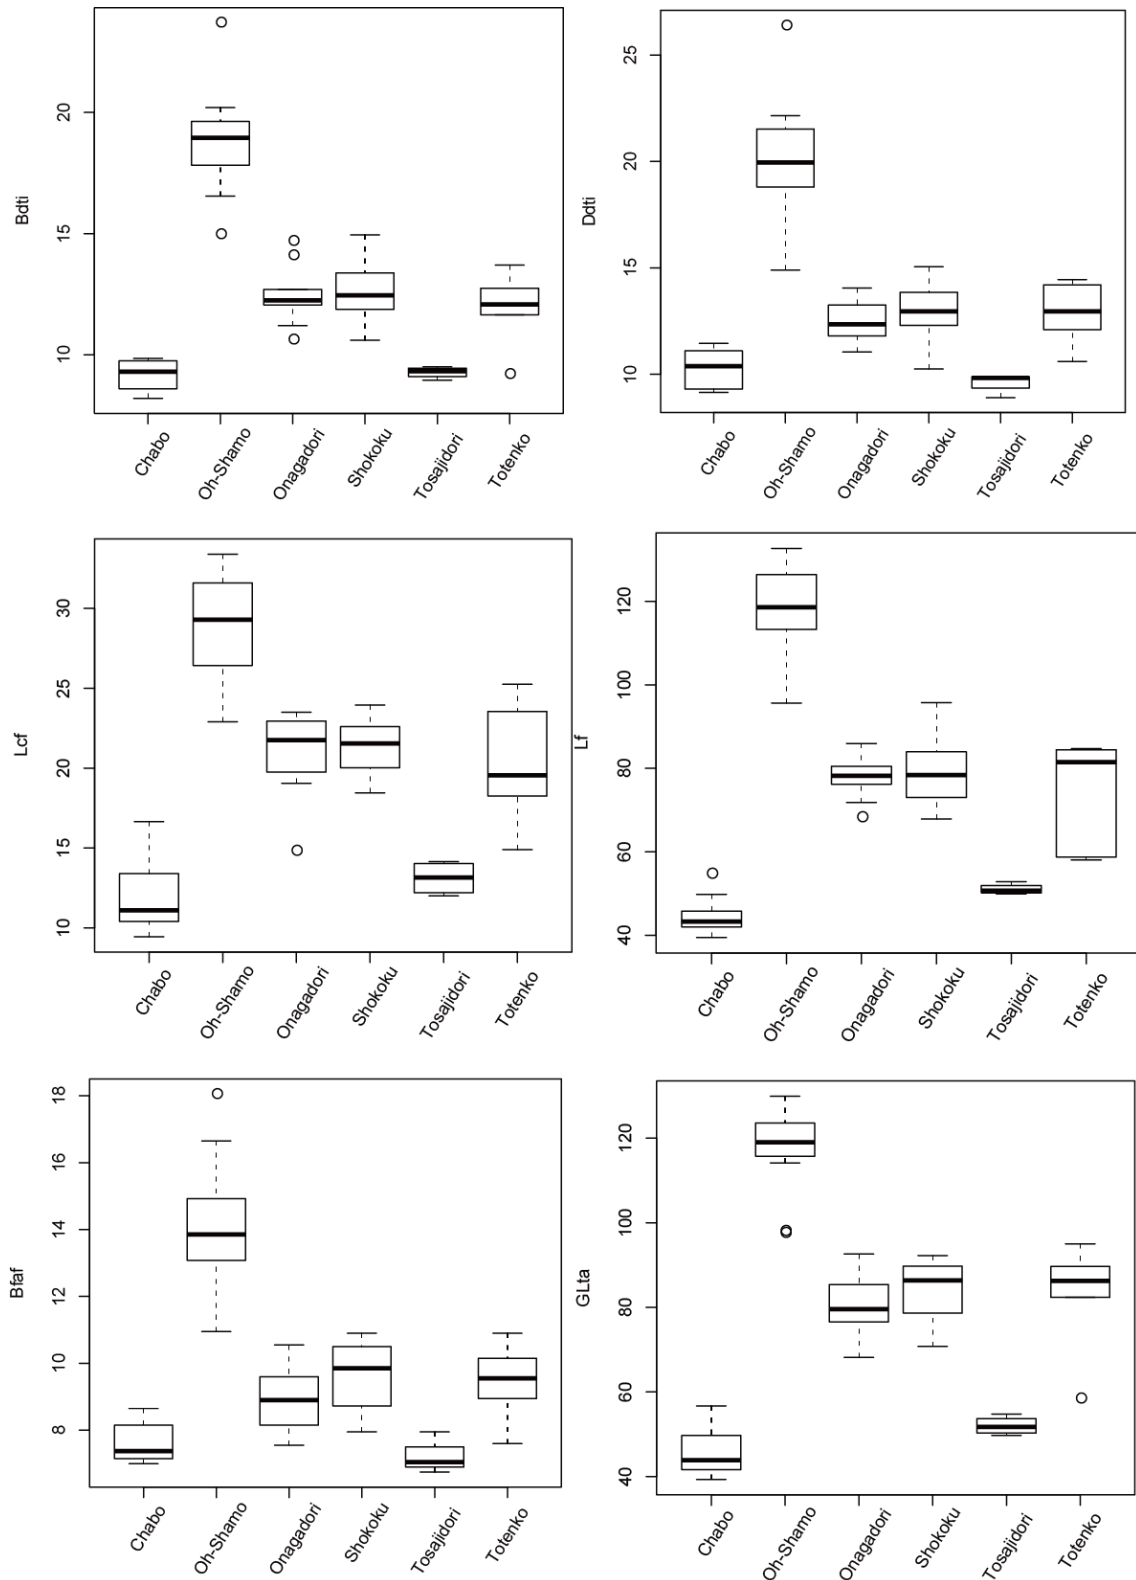 Bdti
20
15
10
Chabo
Oh-Shamo
Onagadori
Shokoku
Tosajidori
Totenko
Ddti
25
20
15
10
Chabo
Oh-Shamo
Onagadori
Shokoku
Tosajidori
Totenko
Lcf
30
25
20
15
10
Chabo
Oh-Shamo
Onagadori
Shokoku
Tosajidori
Totenko
Lf
120
100
80
60
40
Chabo
Oh-Shamo
Onagadori
Shokoku
Tosajidori
Totenko
Bfaf
18
16
14
12
10
8
Chabo
Oh-Shamo
Onagadori
Shokoku
Tosajidori
Totenko
GLta
120
100
80
60
40
Chabo
Oh-Shamo
Onagadori
Shokoku
Tosajidori
Totenko